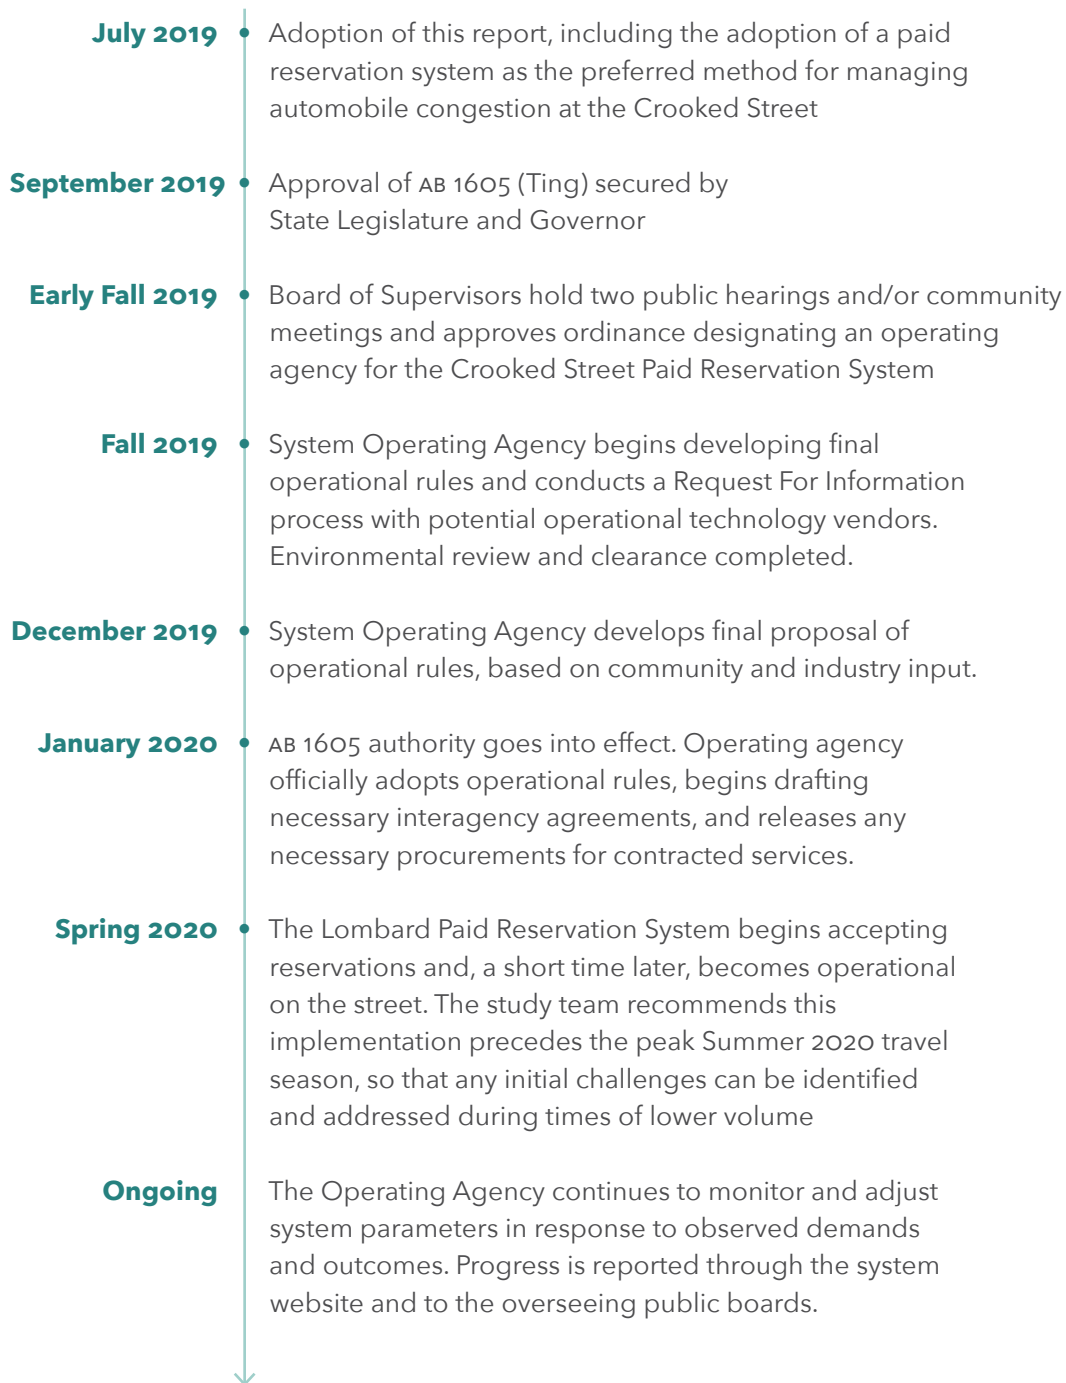 July 2019
Adoption of this report, including the adoption of a paid
reservation system as the preferred method for managing
automobile congestion at the Crooked Street
September 2019
Approval of AB 1605 (Ting) secured by
State Legislature and Governor
Early Fall 2019
Board of Supervisors hold two public hearings and/or community
meetings and approves ordinance designating an operating
agency for the Crooked Street Paid Reservation System
Fall 2019
System Operating Agency begins developing final
operational rules and conducts a Request For Information
process with potential operational technology vendors.
Environmental review and clearance completed.
December 2019
System Operating Agency develops final proposal of
operational rules, based on community and industry input.
January 2020
AB 1605 authority goes into effect. Operating agency
officially adopts operational rules, begins drafting
necessary interagency agreements, and releases any
necessary procurements for contracted services.
Spring 2020
The Lombard Paid Reservation System begins accepting
reservations and, a short time later, becomes operational
on the street. The study team recommends this
implementation precedes the peak Summer 2020 travel
season, so that any initial challenges can be identified
and addressed during times of lower volume
Ongoing
The Operating Agency continues to monitor and adjust
system parameters in response to observed demands
and outcomes. Progress is reported through the system
website and to the overseeing public boards.